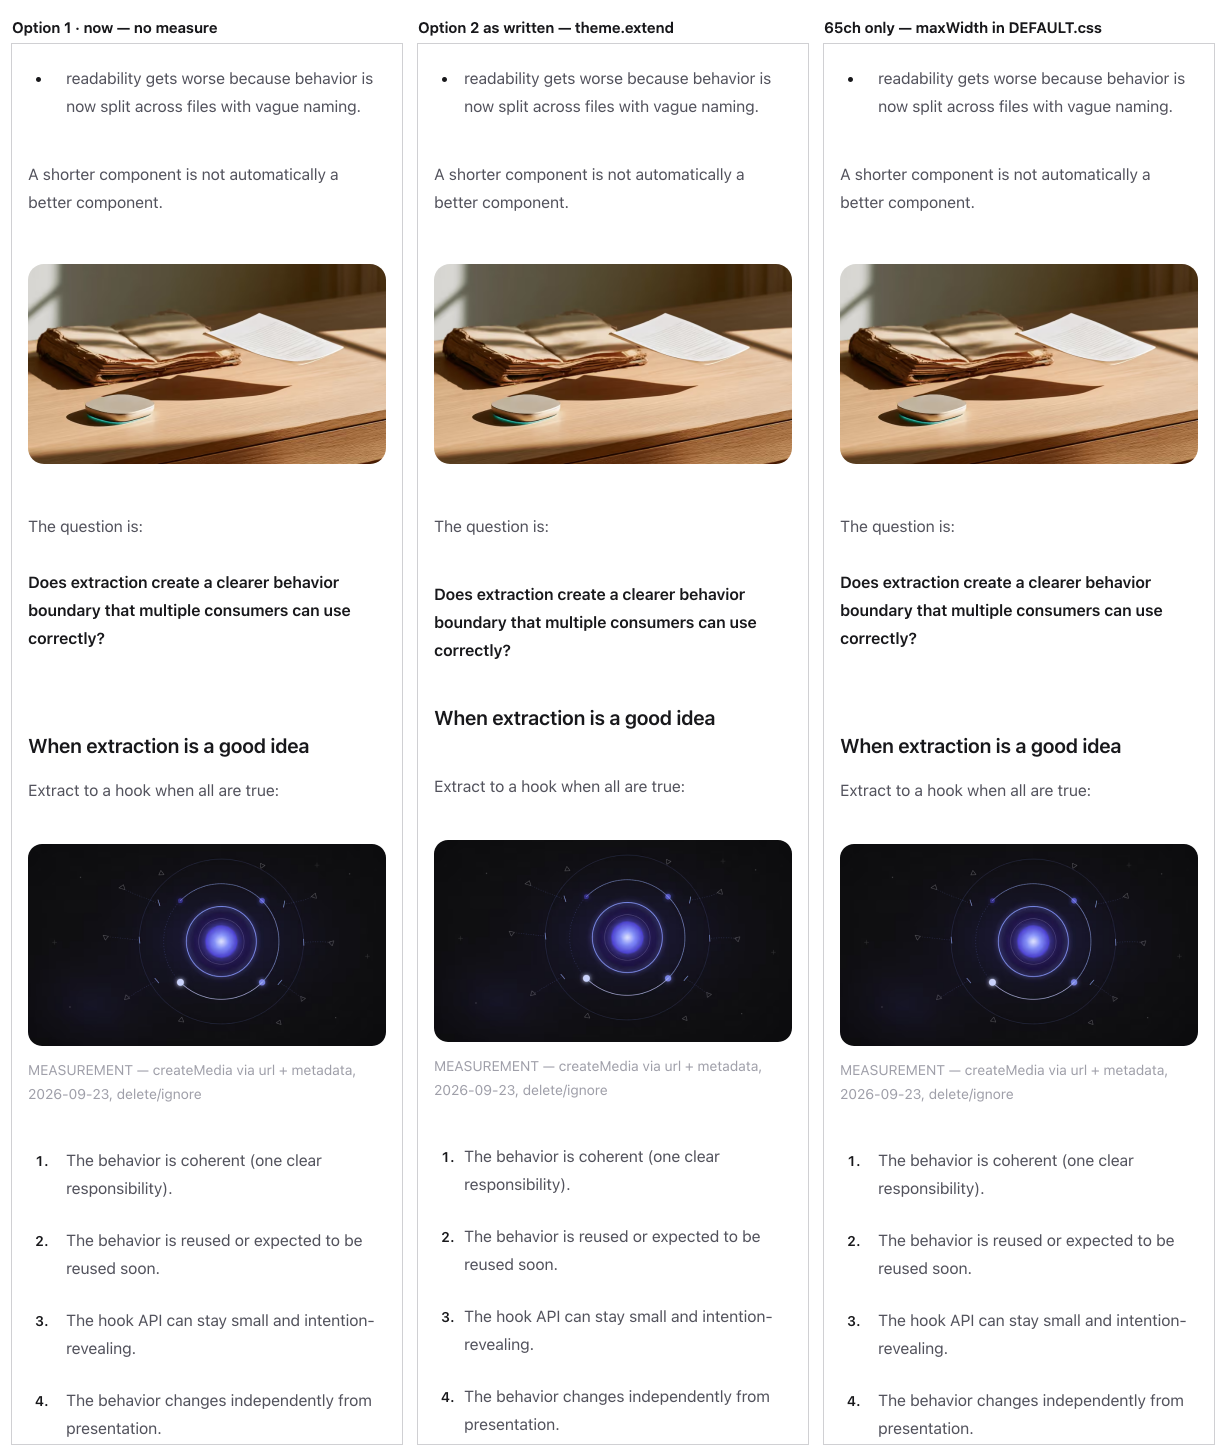 Option 1 · now — no measure
readability gets worse because behavior is
now split across files with vague naming.
A shorter component is not automatically a
better component.
The question is:
Does extraction create a clearer behavior
boundary that multiple consumers can use
correctly?
When extraction is a good idea
Extract to a hook when all are true:
MEASUREMENT — createMedia via url + metadata,
2026-09-23, delete/ignore
1. The behavior is coherent (one clear
responsibility).
2. The behavior is reused or expected to be
reused soon.
3. The hook API can stay small and intention-
revealing.
4. The behavior changes independently from
presentation.
Option 2 as written — theme.extend
readability gets worse because behavior is
now split across files with vague naming.
A shorter component is not automatically a
better component.
The question is:
Does extraction create a clearer behavior
boundary that multiple consumers can use
correctly?
When extraction is a good idea
Extract to a hook when all are true:
MEASUREMENT — createMedia via url + metadata,
2026-09-23, delete/ignore
1. The behavior is coherent (one clear
responsibility).
2. The behavior is reused or expected to be
reused soon.
3. The hook API can stay small and intention-
revealing.
4. The behavior changes independently from
presentation.
65ch only — maxWidth in DEFAULT.css
readability gets worse because behavior is
now split across files with vague naming.
A shorter component is not automatically a
better component.
The question is:
Does extraction create a clearer behavior
boundary that multiple consumers can use
correctly?
When extraction is a good idea
Extract to a hook when all are true:
MEASUREMENT — createMedia via url + metadata,
2026-09-23, delete/ignore
1. The behavior is coherent (one clear
responsibility).
2. The behavior is reused or expected to be
reused soon.
3. The hook API can stay small and intention-
revealing.
4. The behavior changes independently from
presentation.